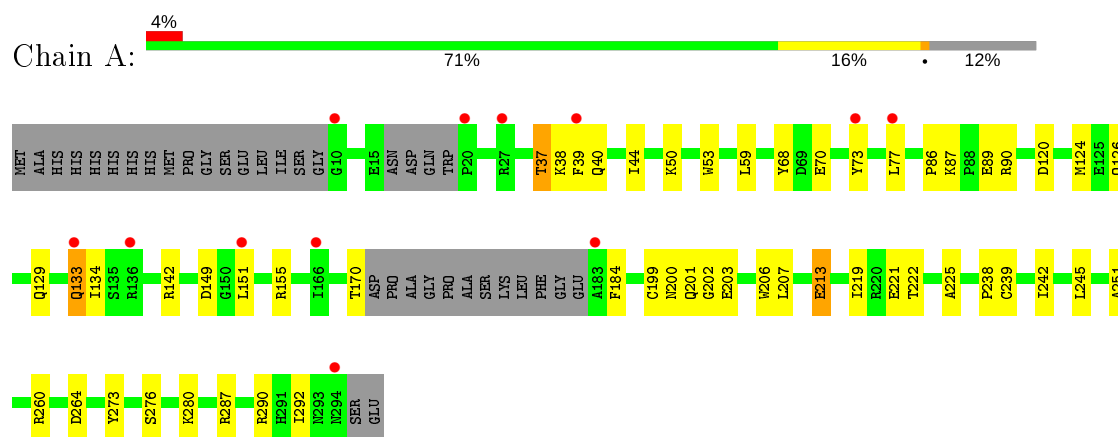 4%
Chain A:
71% 16% • 12%
MET ALA HIS HIS HIS HIS HIS HIS MET PRO GLY SER GLU LEU ILE SER GLY G10 E15 ASN ASP GLN TRP P20 R27 T37 K38 F39 Q40 I44 K50 W53 L59 Y68 D69 E70 Y73 L77 P86 K87 P88 E89 R90 D120 M124 E125
Q129 Q133 I134 S135 R136 R142 D149 G150 L151 R155 I166 T170 ASP PRO ALA GLY PRO ALA SER LYS LEU PHE GLY GLU A183 F184 C199 N200 Q201 G202 E203 W206 L207 E213 I219 R220 E221 T222 A225 P238 C239 I242 L245 A251
R260 D264 Y273 S276 K280 R287 R290 H291 I292 N293 N294 SER GLU